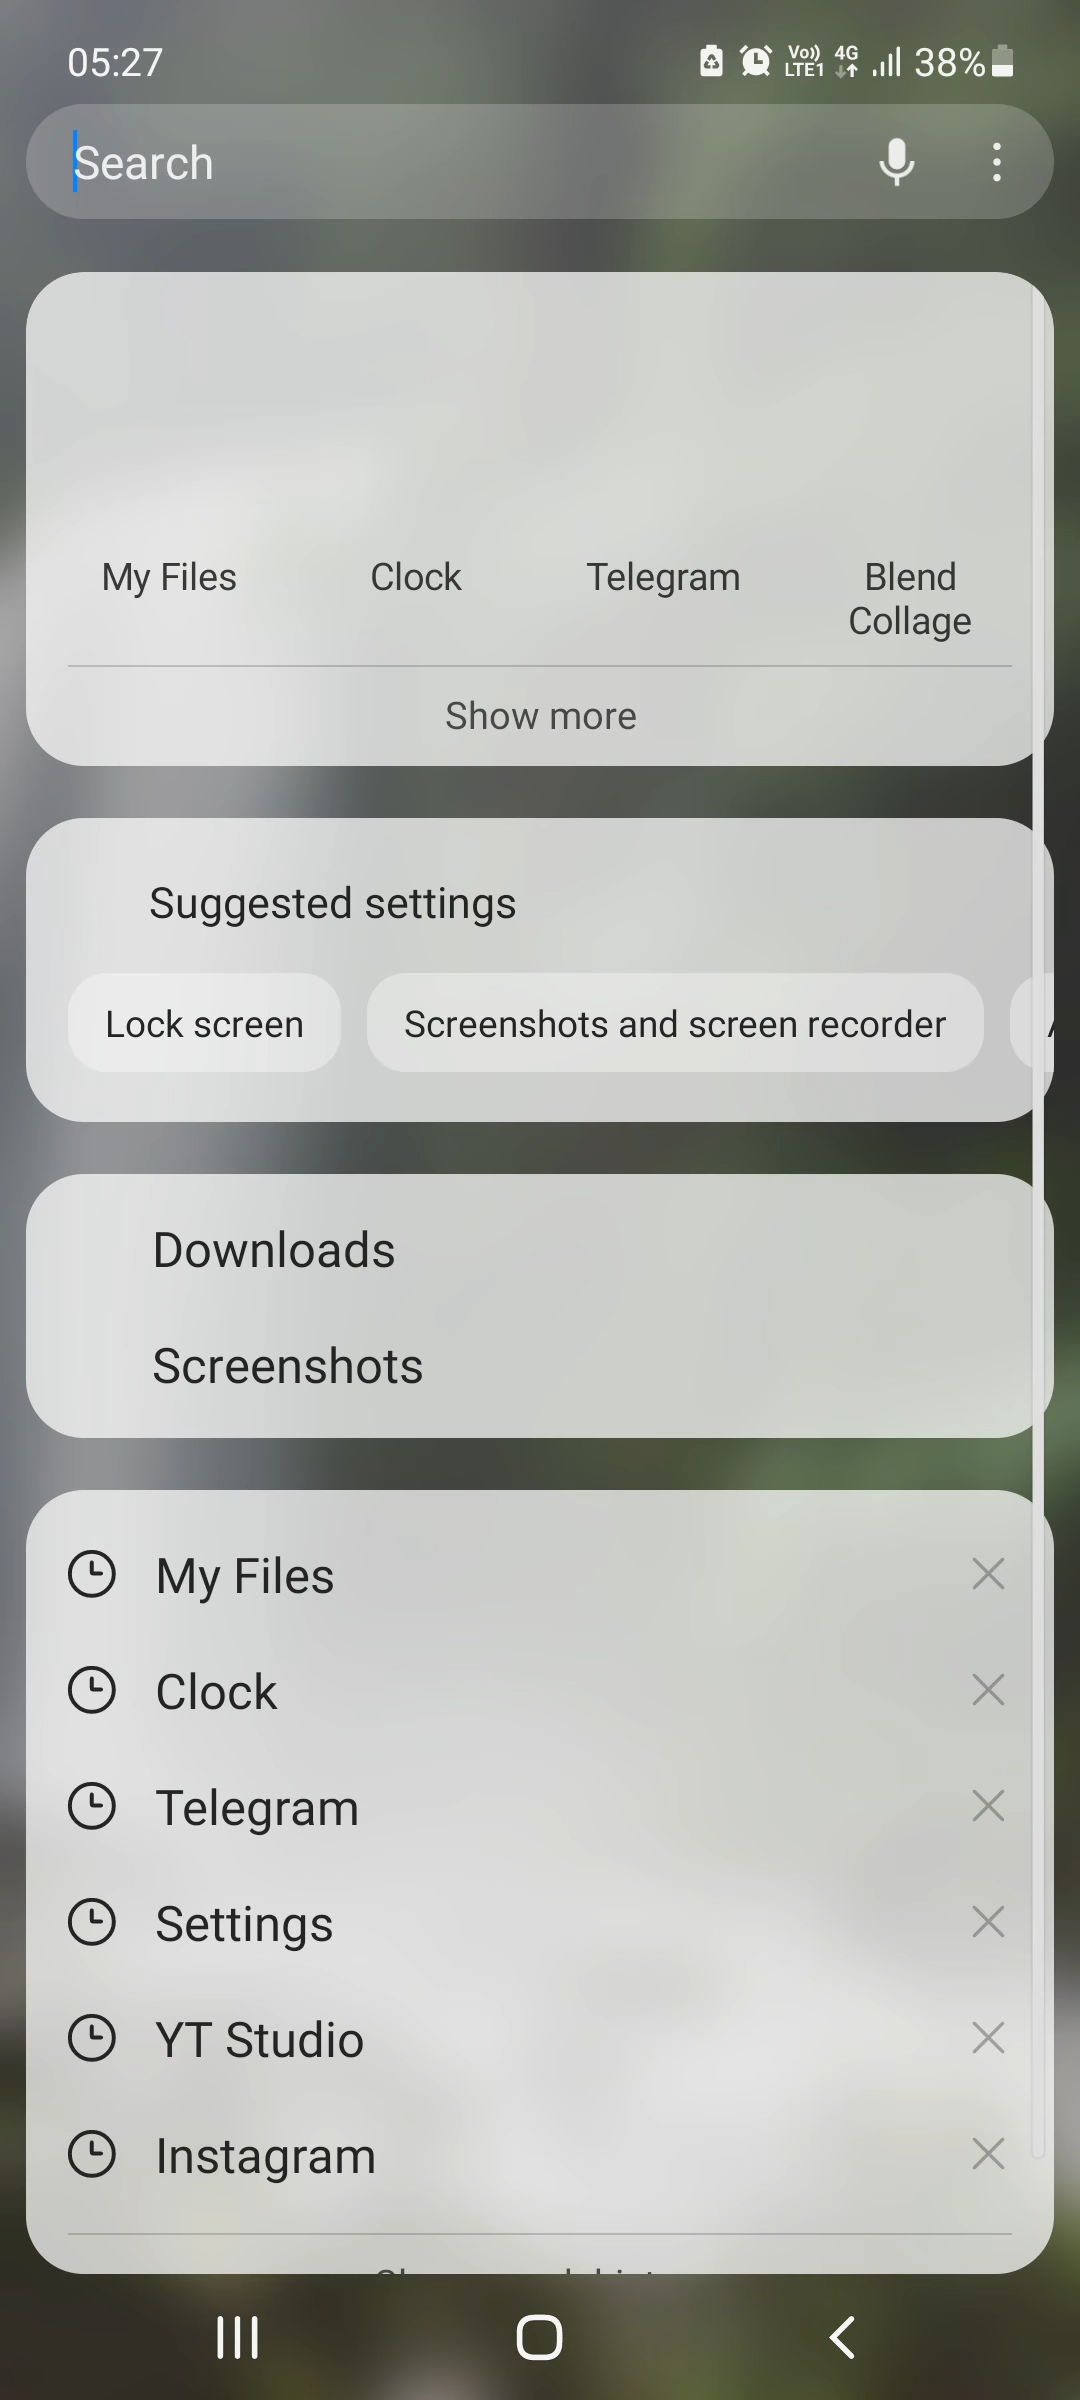 05:27
Vo)) LTE1 4G 38%
Search
My Files
Clock
Telegram
Blend Collage
Show more
Suggested settings
Lock screen
Screenshots and screen recorder
Downloads
Screenshots
My Files
Clock
Telegram
Settings
YT Studio
Instagram